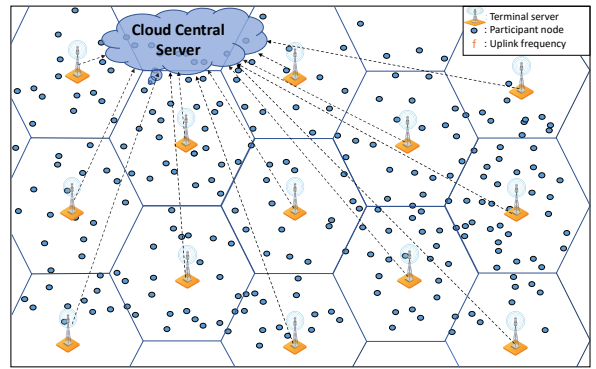 Cloud Central
Server
Terminal server
: Participant node
f : Uplink frequency